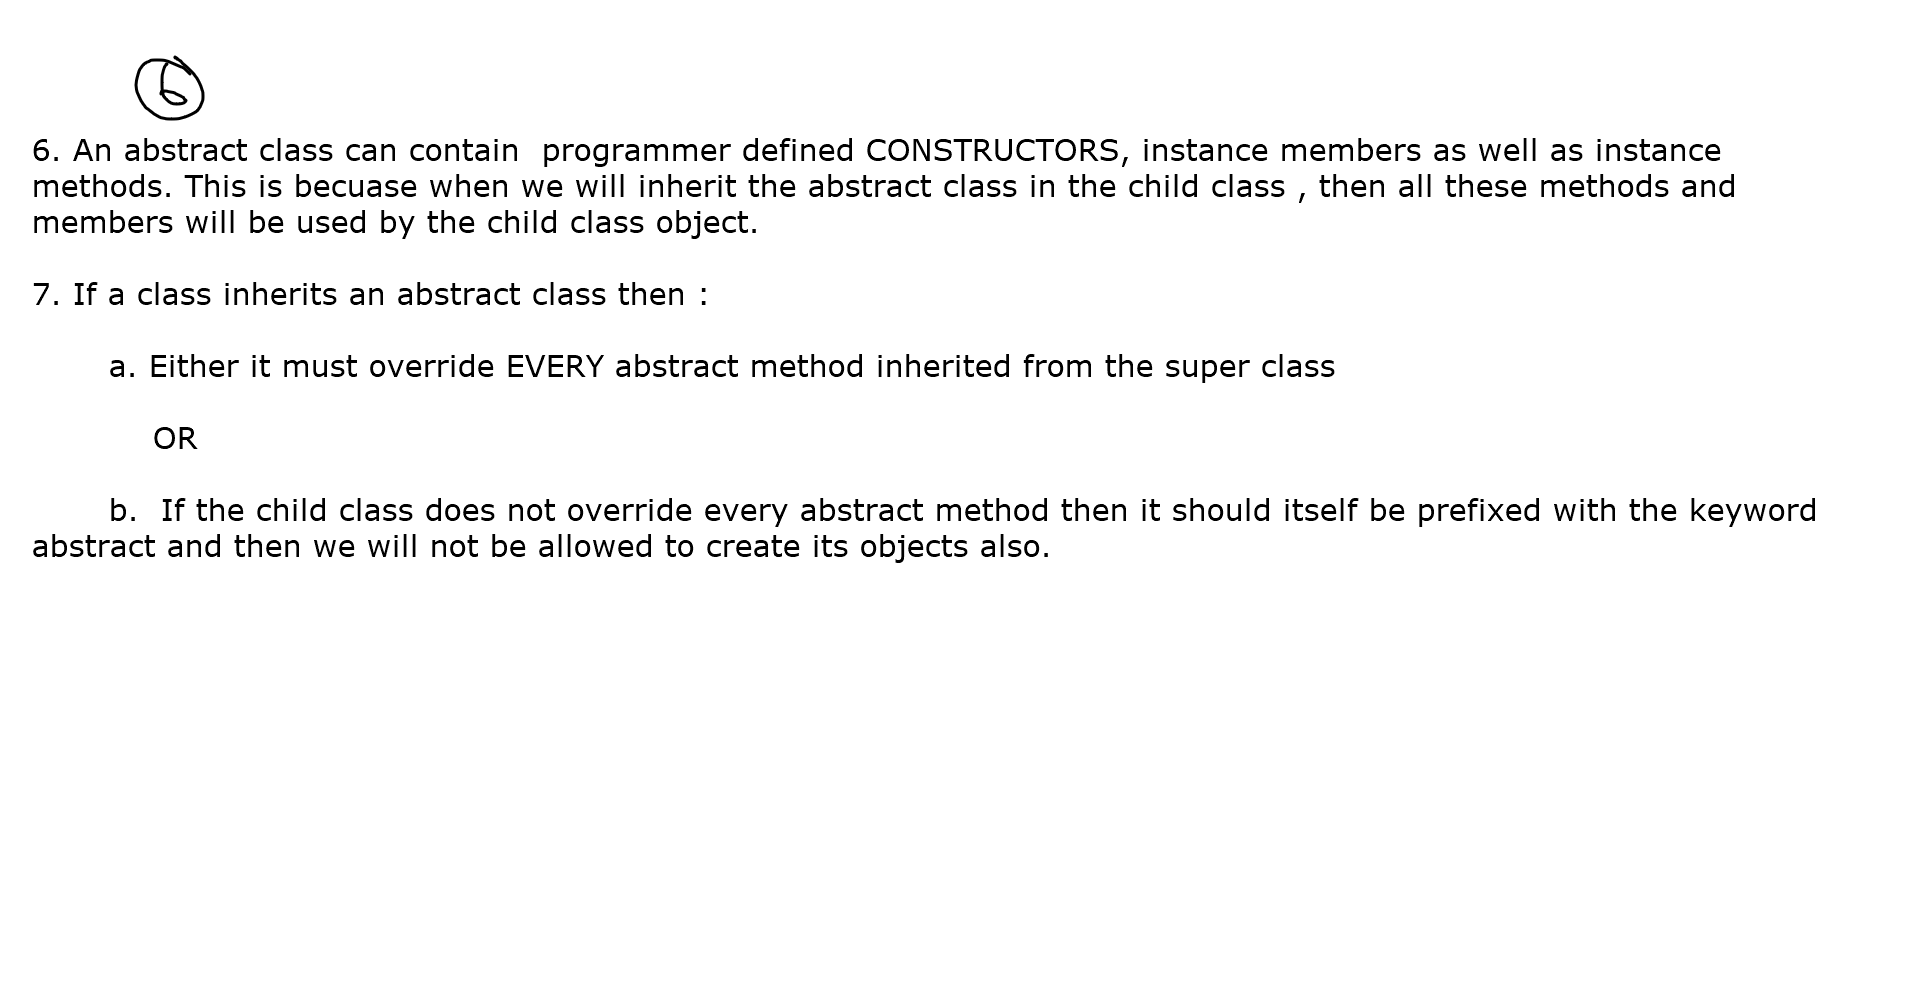 6
6. An abstract class can contain  programmer defined CONSTRUCTORS, instance members as well as instance
methods. This is becuase when we will inherit the abstract class in the child class , then all these methods and
members will be used by the child class object.
7. If a class inherits an abstract class then :
a. Either it must override EVERY abstract method inherited from the super class
OR
b.  If the child class does not override every abstract method then it should itself be prefixed with the keyword
abstract and then we will not be allowed to create its objects also.